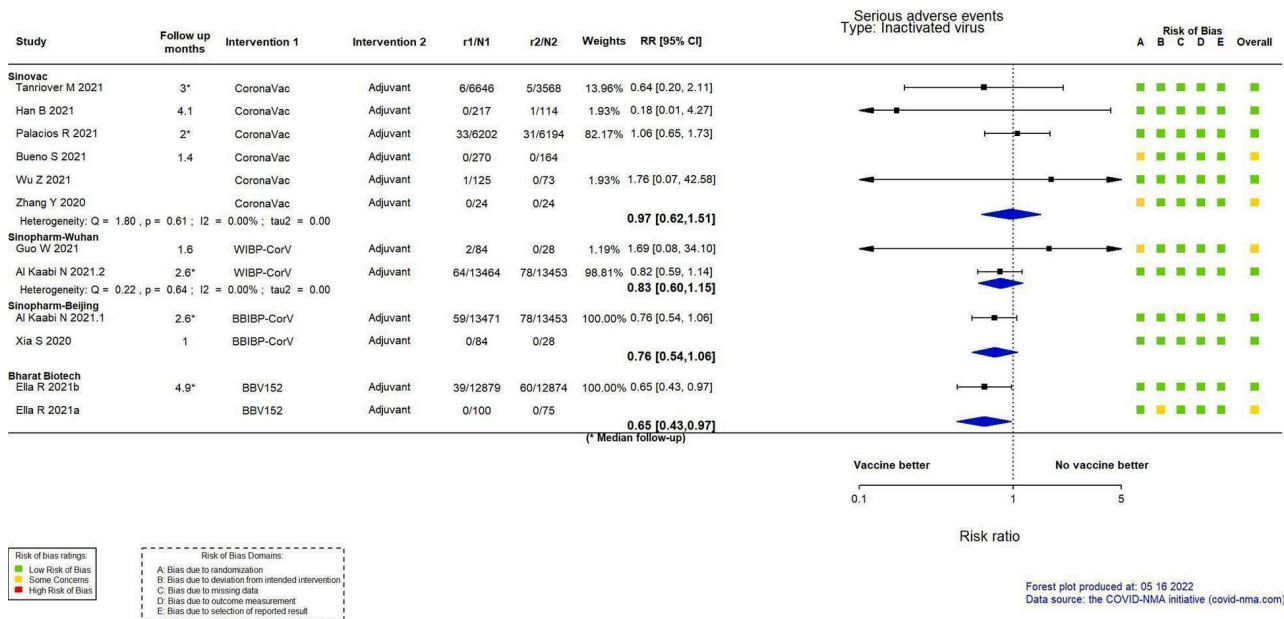 Serious adverse events
Type: Inactivated virus
Study Follow up months Intervention 1 Intervention 2 r1/N1 r2/N2 Weights RR [95% CI] Risk of Bias
A B C D E Overall
Sinovac
Tanriover M 2021 3* CoronaVac Adjuvant 6/6646 5/3568 13.96% 0.64 [0.20, 2.11]
Han B 2021 4.1 CoronaVac Adjuvant 0/217 1/114 1.93% 0.18 [0.01, 4.27]
Palacios R 2021 2* CoronaVac Adjuvant 33/6202 31/6194 82.17% 1.06 [0.65, 1.73]
Bueno S 2021 1.4 CoronaVac Adjuvant 0/270 0/164
Wu Z 2021 CoronaVac Adjuvant 1/125 0/73 1.93% 1.76 [0.07, 42.58]
Zhang Y 2020 CoronaVac Adjuvant 0/24 0/24
Heterogeneity: Q = 1.80 , p = 0.61 ; I2 = 0.00% ; tau2 = 0.00 0.97 [0.62,1.51]
Sinopharm-Wuhan
Guo W 2021 1.6 WIBP-CorV Adjuvant 2/84 0/28 1.19% 1.69 [0.08, 34.10]
Al Kaabi N 2021.2 2.6* WIBP-CorV Adjuvant 64/13464 78/13453 98.81% 0.82 [0.59, 1.14]
Heterogeneity: Q = 0.22 , p = 0.64 ; I2 = 0.00% ; tau2 = 0.00 0.83 [0.60,1.15]
Sinopharm-Beijing
Al Kaabi N 2021.1 2.6* BBIBP-CorV Adjuvant 59/13471 78/13453 100.00% 0.76 [0.54, 1.06]
Xia S 2020 1 BBIBP-CorV Adjuvant 0/84 0/28
0.76 [0.54,1.06]
Bharat Biotech
Ella R 2021b 4.9* BBV152 Adjuvant 39/12879 60/12874 100.00% 0.65 [0.43, 0.97]
Ella R 2021a BBV152 Adjuvant 0/100 0/75
0.65 [0.43,0.97]
(* Median follow-up)
Vaccine better No vaccine better
0.1 1 5
Risk ratio
Risk of bias ratings:
Low Risk of Bias
Some Concerns
High Risk of Bias
Risk of Bias Domains:
A: Bias due to randomization
B: Bias due to deviation from intended intervention
C: Bias due to missing data
D: Bias due to outcome measurement
E: Bias due to selection of reported result
Forest plot produced at: 05 16 2022
Data source: the COVID-NMA initiative (covid-nma.com)